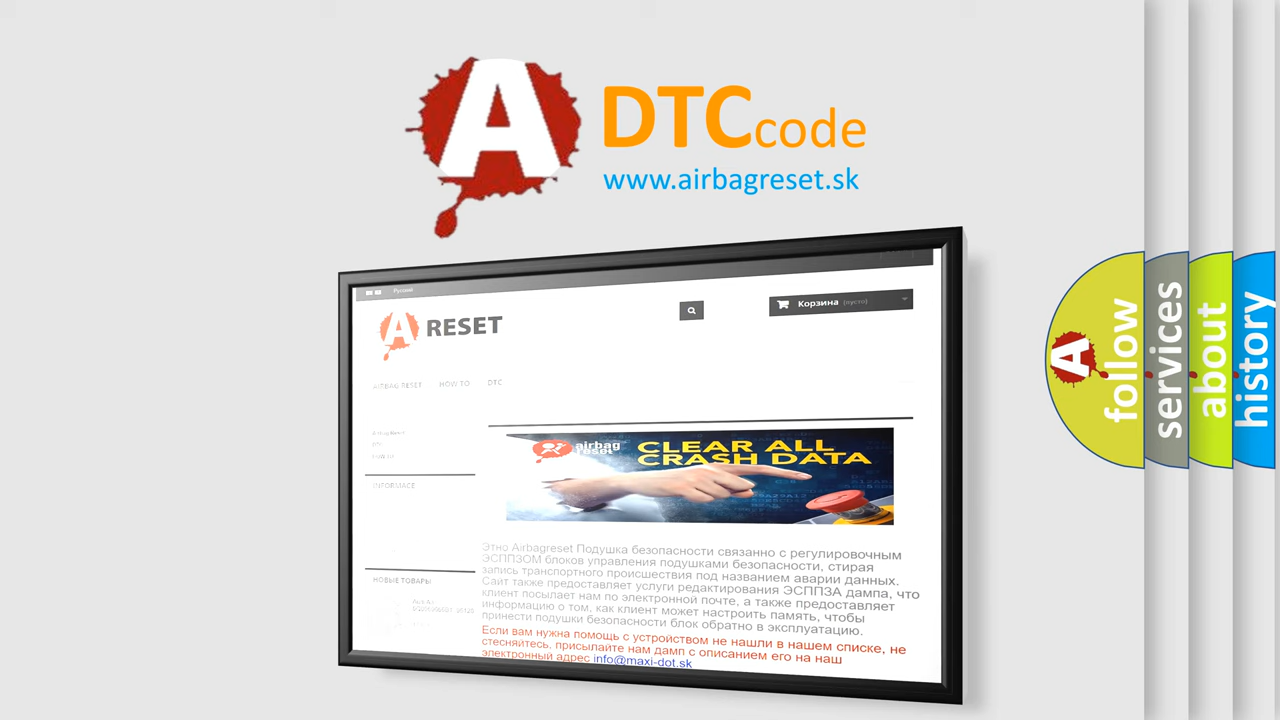 A DTCcode
www.airbagreset.sk
Русский
A RESET
Корзина (пусто)
AIRBAG RESET HOW TO DTC
INFORMACE
airbag
reset
CLEAR ALL
CRASH DATA
Этно Airbagreset Подушка безопасности связанно с регулировочным
ЭСППЗОМ блоков управления подушками безопасности, стирая
запись транспортного происшествия под названием аварии данных.
Сайт также предоставляет услуги редактирования ЭСППЗА дампа, что
клиент посылает нам по электронной почте, а также предоставляет
информацию о том, как клиент может настроить память, чтобы
принести подушки безопасности блок обратно в эксплуатацию.
Если вам нужна помощь с устройством не нашли в нашем списке, не
стесняйтесь, присылайте нам дамп с описанием его на наш
электронный адрес info@maxi-dot.sk
НОВЫЕ ТОВАРЫ
A
follow
services
about
history